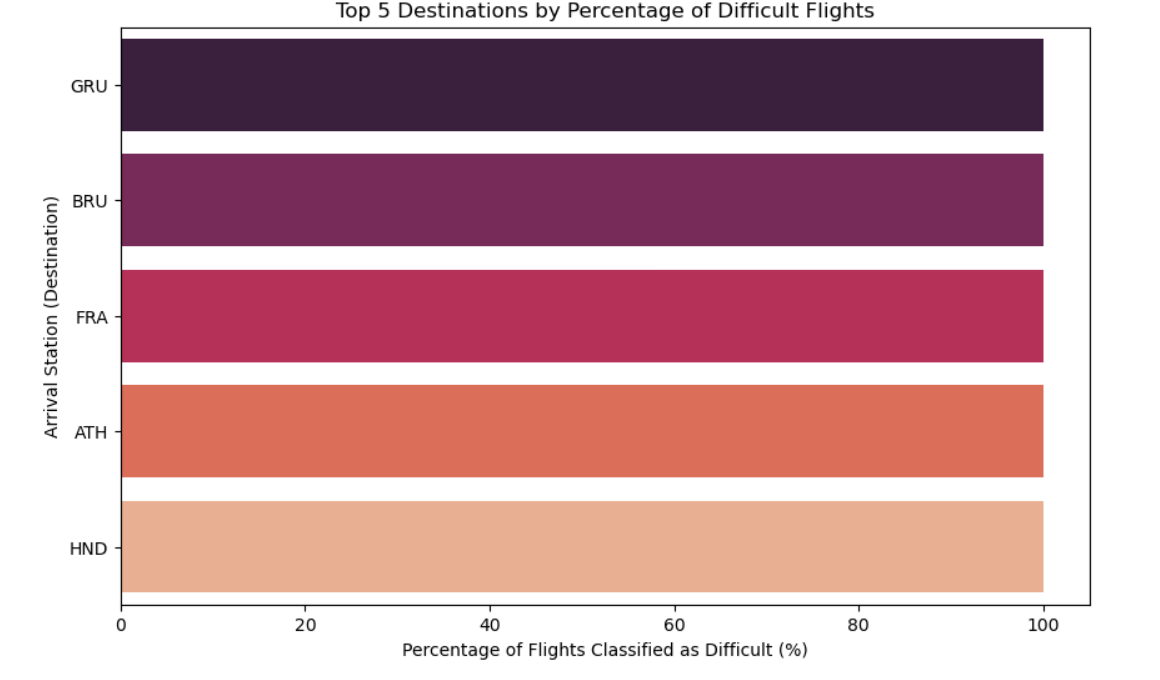 Top 5 Destinations by Percentage of Difficult Flights
Arrival Station (Destination)
GRU
BRU
FRA
ATH
HND
0 20 40 60 80 100
Percentage of Flights Classified as Difficult (%)